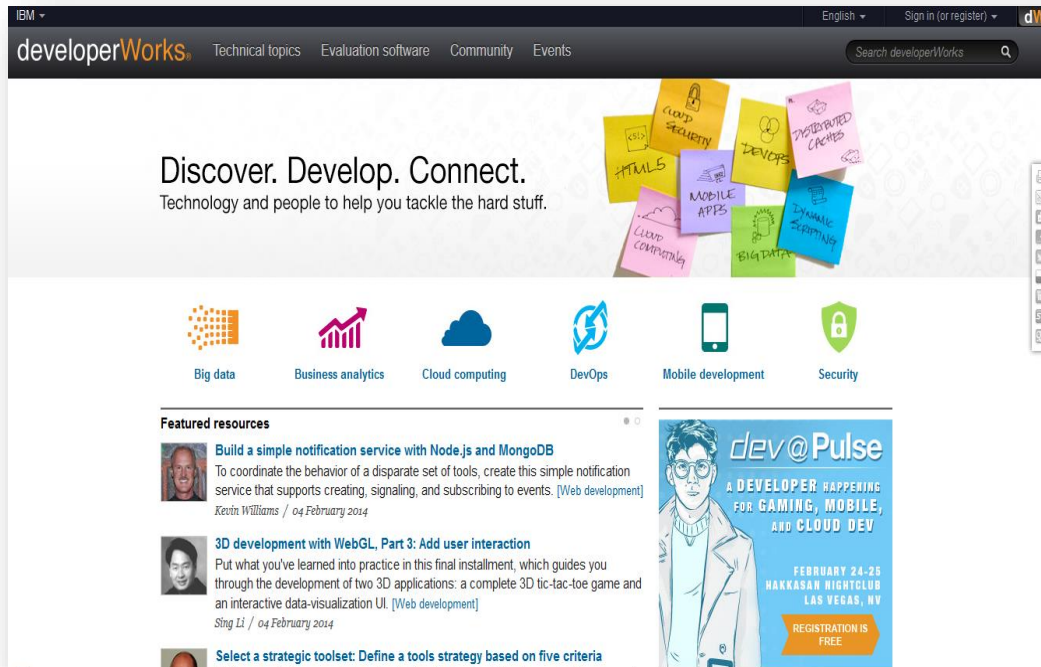 IBM
English
Sign in (or register)
developerWorks®
Technical topics
Evaluation software
Community
Events
Search developerWorks
CLOUD SECURITY
<SI>
HTML5
DEVOPS
DISTRIBUTED CACHES
MOBILE APPS
CLOUD COMPUTING
BIG DATA
DYNAMIC SCRIPTING
Discover. Develop. Connect.
Technology and people to help you tackle the hard stuff.
Big data
Business analytics
Cloud computing
DevOps
Mobile development
Security
Featured resources
Build a simple notification service with Node.js and MongoDB
To coordinate the behavior of a disparate set of tools, create this simple notification
service that supports creating, signaling, and subscribing to events. [Web development]
Kevin Williams / 04 February 2014
3D development with WebGL, Part 3: Add user interaction
Put what you've learned into practice in this final installment, which guides you
through the development of two 3D applications: a complete 3D tic-tac-toe game and
an interactive data-visualization UI. [Web development]
Sing Li / 04 February 2014
Select a strategic toolset: Define a tools strategy based on five criteria
dev@Pulse
A DEVELOPER HAPPENING
FOR GAMING, MOBILE,
AND CLOUD DEV
FEBRUARY 24-25
HAKKASAN NIGHTCLUB
LAS VEGAS, NV
REGISTRATION IS
FREE